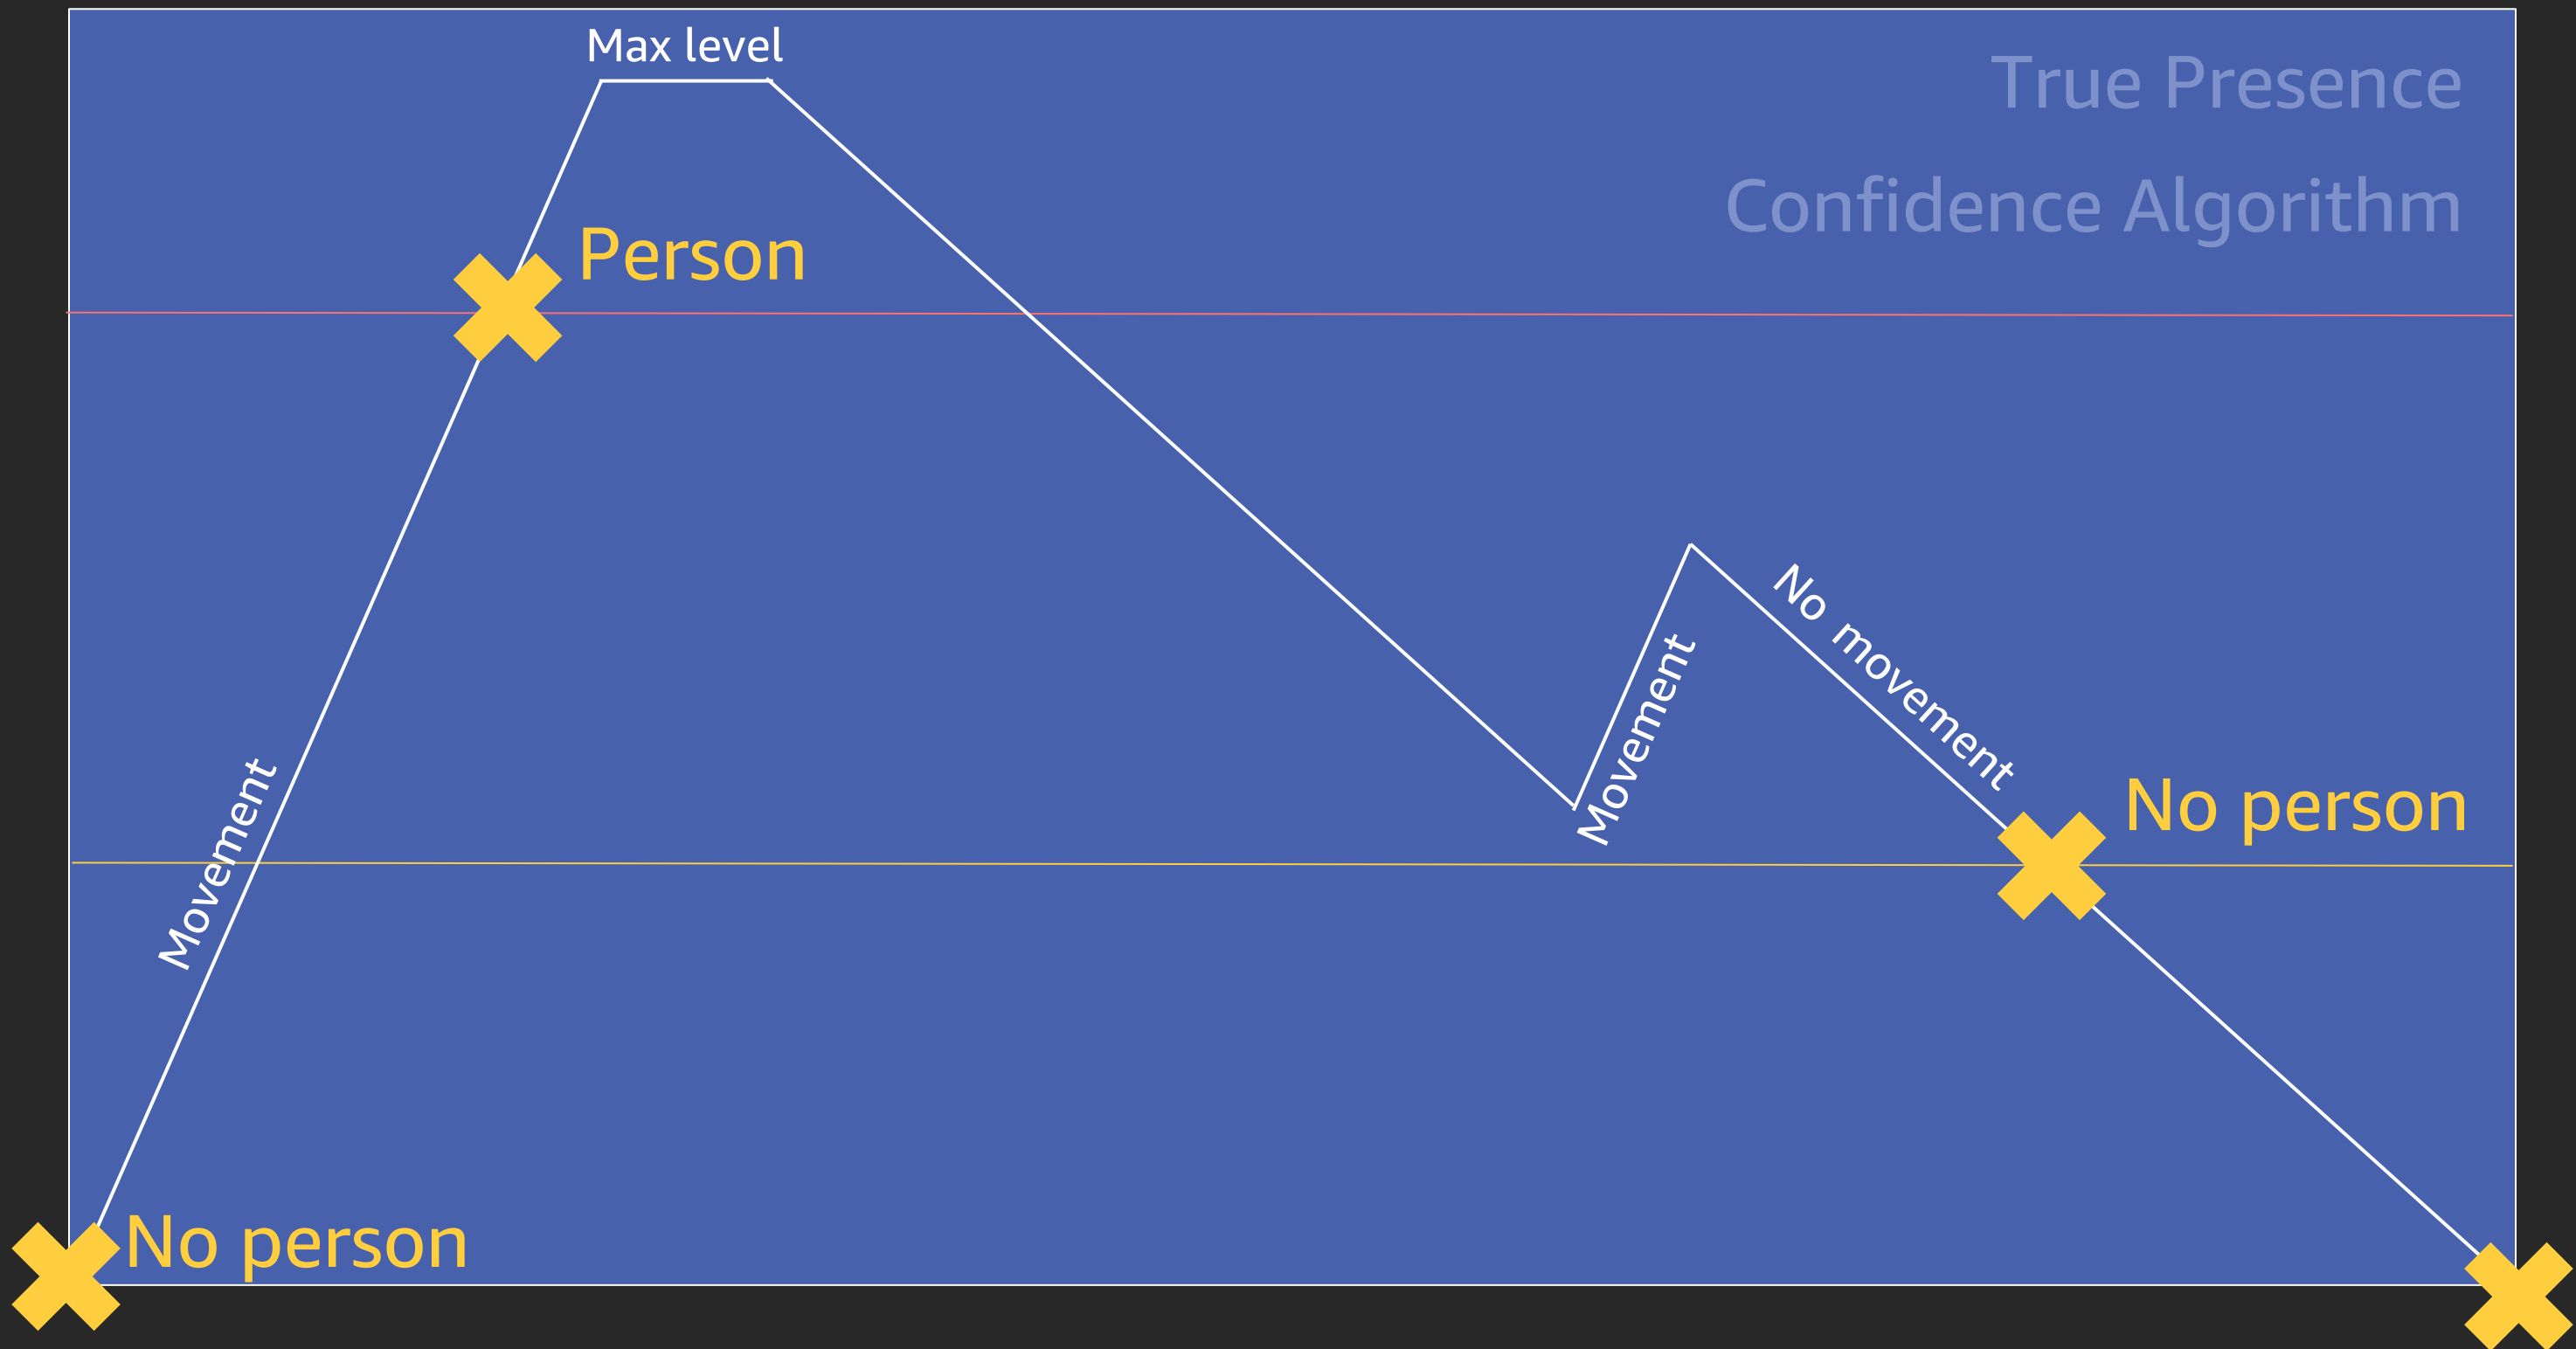 Max level
True Presence
Confidence Algorithm
Person
Movement
Movement
No movement
No person
No person